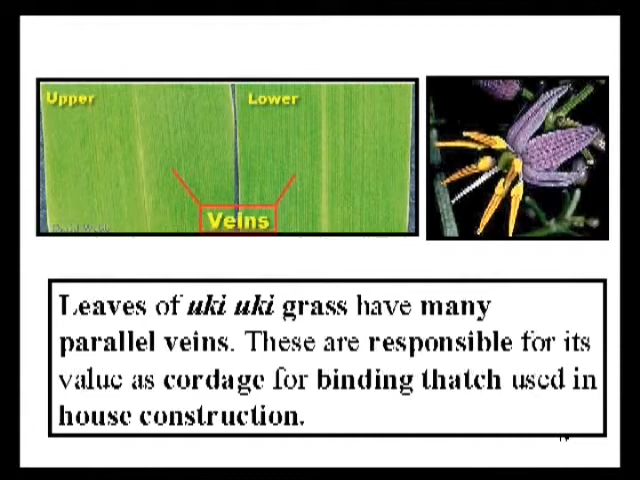 Upper
Lower
Veins
Leaves of uki uki grass have many
parallel veins. These are responsible for its
value as cordage for binding thatch used in
house construction.